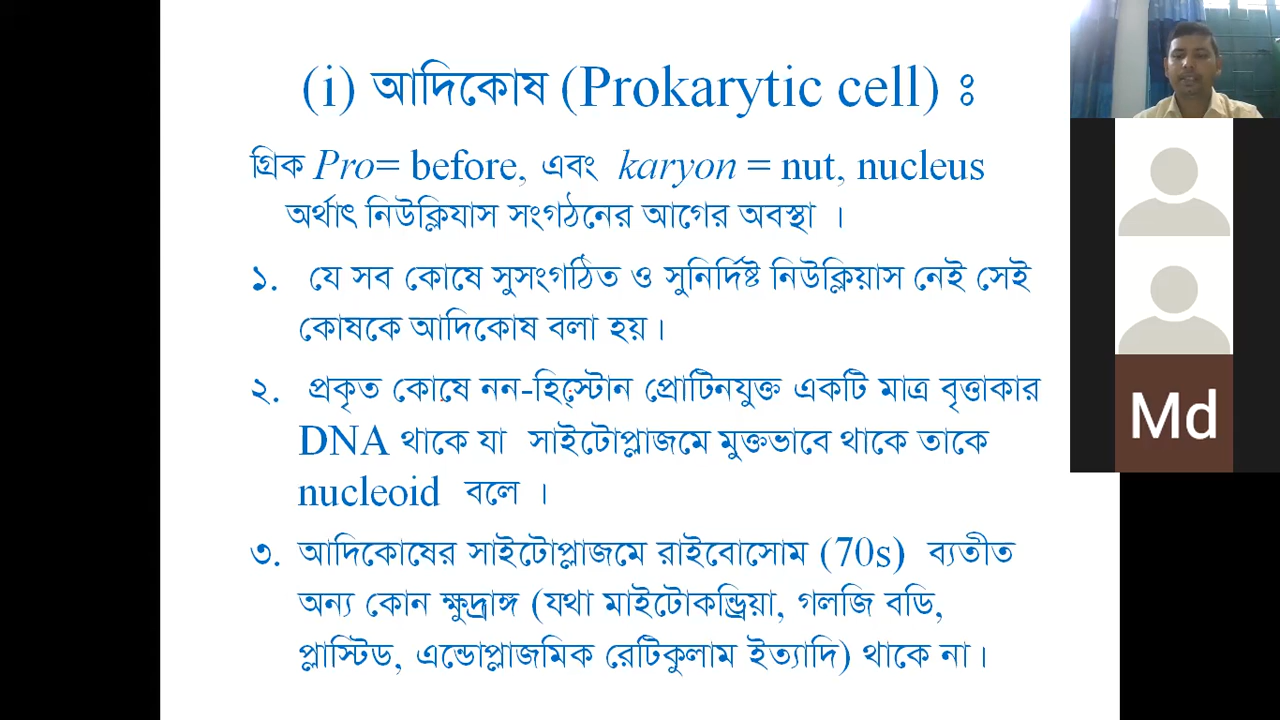 (i) আদিকোষ (Prokarytic cell) ঃ
গ্রিক Pro= before, এবং karyon = nut, nucleus
অর্থাৎ নিউক্লিযাস সংগঠনের আগের অবস্থা ।
১. যে সব কোষে সুসংগঠিত ও সুনির্দিষ্ট নিউক্লিয়াস নেই সেই
কোষকে আদিকোষ বলা হয়।
২. প্রকৃত কোষে নন-হিস্টোন প্রোটিনযুক্ত একটি মাত্র বৃত্তাকার
DNA থাকে যা সাইটোপ্লাজমে মুক্তভাবে থাকে তাকে
nucleoid বলে ।
৩. আদিকোষের সাইটোপ্লাজমে রাইবোসোম (70s) ব্যতীত
অন্য কোন ক্ষুদ্রাঙ্গ (যথা মাইটোকন্ড্রিয়া, গলজি বডি,
প্লাস্টিড, এন্ডোপ্লাজমিক রেটিকুলাম ইত্যাদি) থাকে না।
Md